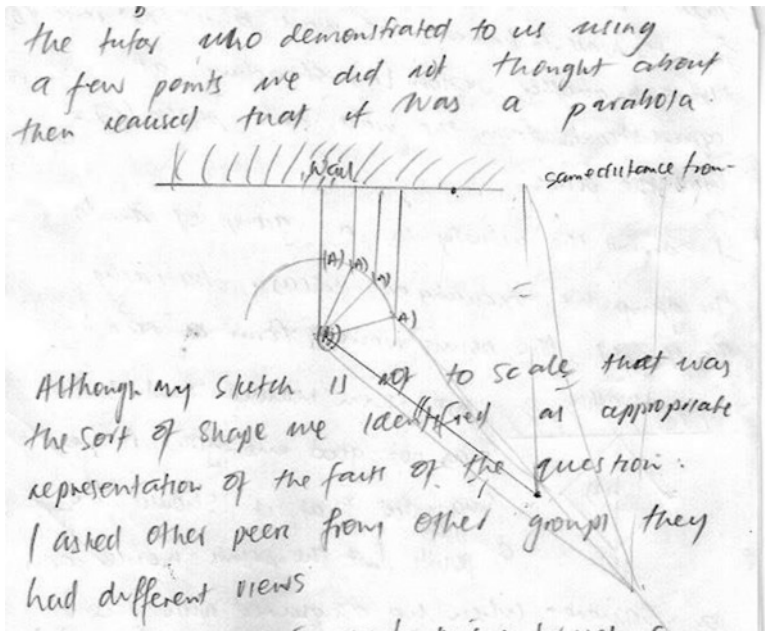 the tutor who demonstrated to us using
a few points we did not thought about
then realised that it was a parabola.
Wall
same distance from
(A) (A) (A) (A)
Although my sketch is not to scale that was
the sort of shape we identified as appropriate
representation of the facts of the question.
I asked other peer from other groups they
had different views